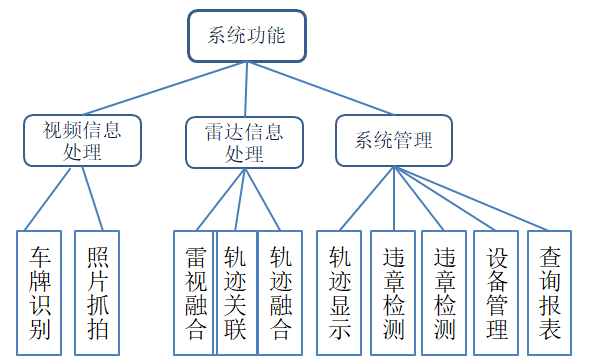 系统功能
视频信息
处理
雷达信息
处理
系统管理
车牌识别
照片抓拍
雷视融合
轨迹关联
轨迹融合
轨迹显示
违章检测
违章检测
设备管理
查询报表